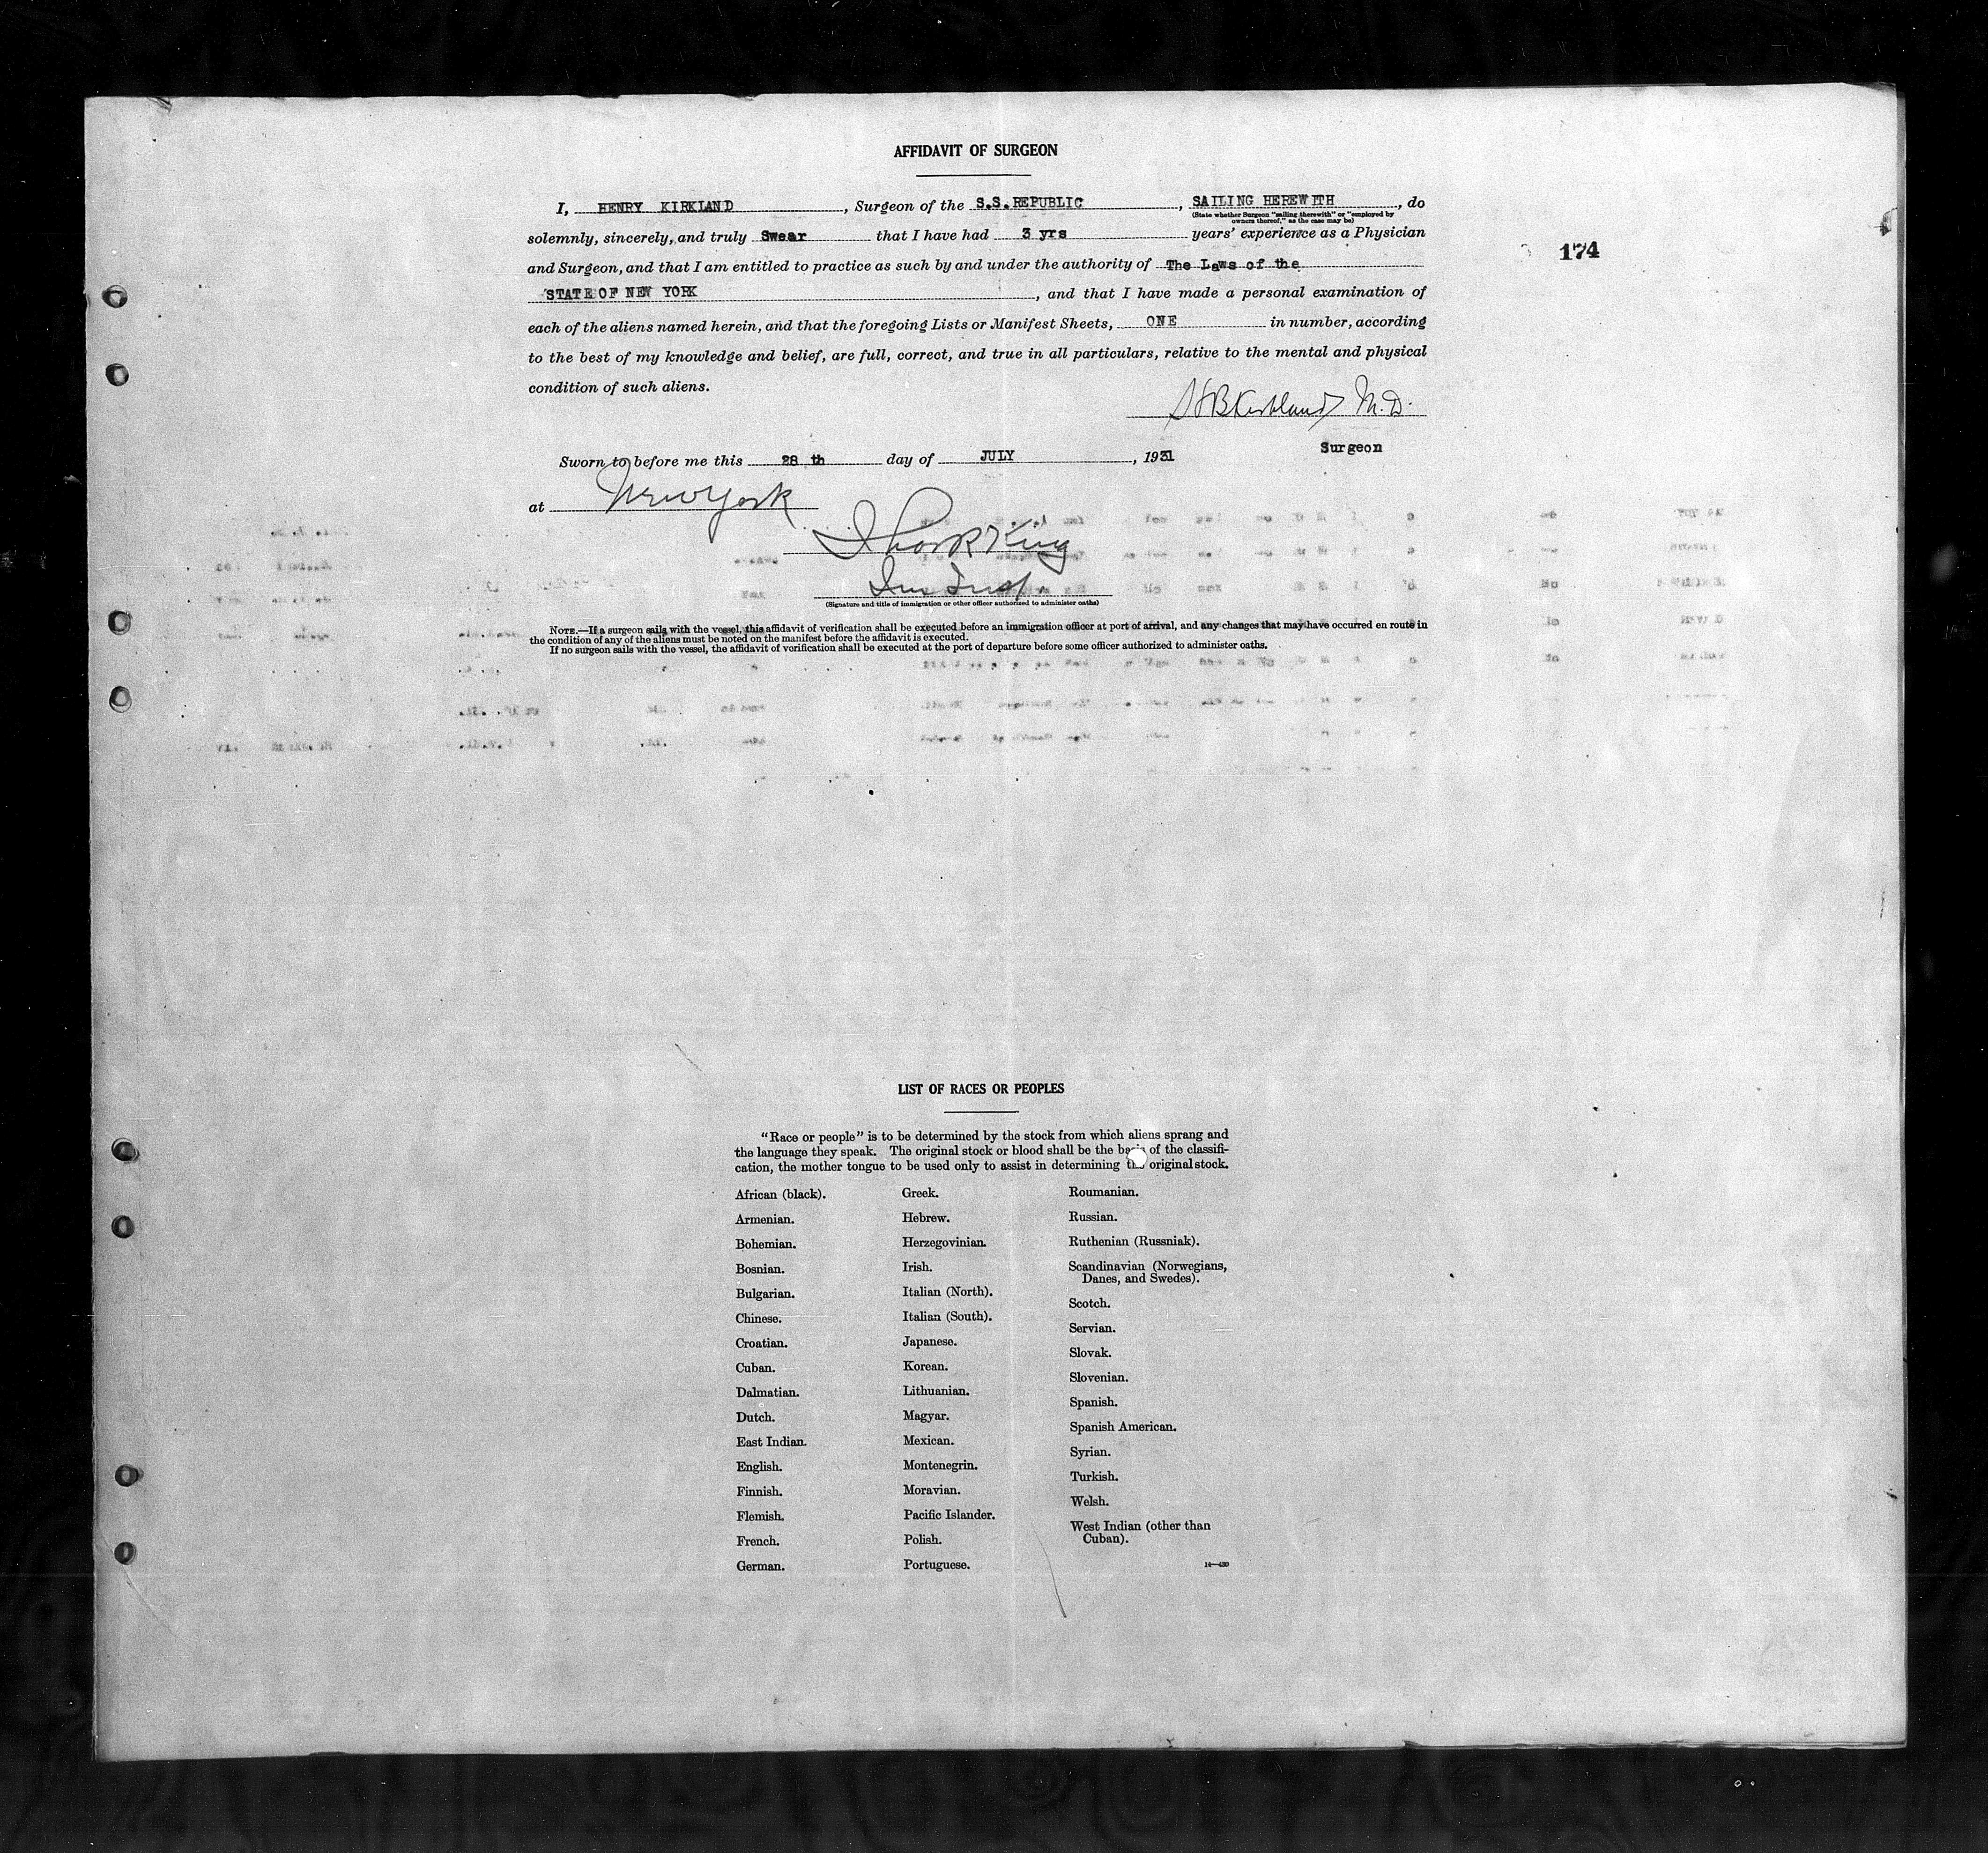 AFFIDAVIT OF SURGEON
I, HENRY KIRKLAND, Surgeon of the S.S.REPUBLIC, SAILING HEREWITH, do
(State whether Surgeon "sailing therewith" or "employed by
owners thereof," as the case may be)
solemnly, sincerely, and truly Swear that I have had 3 yrs years' experience as a Physician
174
and Surgeon, and that I am entitled to practice as such by and under the authority of The Laws of the
STATE OF NEW YORK, and that I have made a personal examination of
each of the aliens named herein, and that the foregoing Lists or Manifest Sheets, ONE in number, according
to the best of my knowledge and belief, are full, correct, and true in all particulars, relative to the mental and physical
condition of such aliens.
HBKirkland M.D.
Surgeon
Sworn to before me this 28 th day of JULY, 1931
at New York
King
(Signature and title of immigration or other officer authorized to administer oaths)
NOTE.—If a surgeon sails with the vessel, this affidavit of verification shall be executed before an immigration officer at port of arrival, and any changes that may have occurred en route in
the condition of any of the aliens must be noted on the manifest before the affidavit is executed.
If no surgeon sails with the vessel, the affidavit of verification shall be executed at the port of departure before some officer authorized to administer oaths.
LIST OF RACES OR PEOPLES
"Race or people" is to be determined by the stock from which aliens sprang and
the language they speak. The original stock or blood shall be the basis of the classifi-
cation, the mother tongue to be used only to assist in determining the original stock.
African (black).
Armenian.
Bohemian.
Bosnian.
Bulgarian.
Chinese.
Croatian.
Cuban.
Dalmatian.
Dutch.
East Indian.
English.
Finnish.
Flemish.
French.
German.
Greek.
Hebrew.
Herzegovinian.
Irish.
Italian (North).
Italian (South).
Japanese.
Korean.
Lithuanian.
Magyar.
Mexican.
Montenegrin.
Moravian.
Pacific Islander.
Polish.
Portuguese.
Roumanian.
Russian.
Ruthenian (Russniak).
Scandinavian (Norwegians,
Danes, and Swedes).
Scotch.
Servian.
Slovak.
Slovenian.
Spanish.
Spanish American.
Syrian.
Turkish.
Welsh.
West Indian (other than
Cuban).
14—430